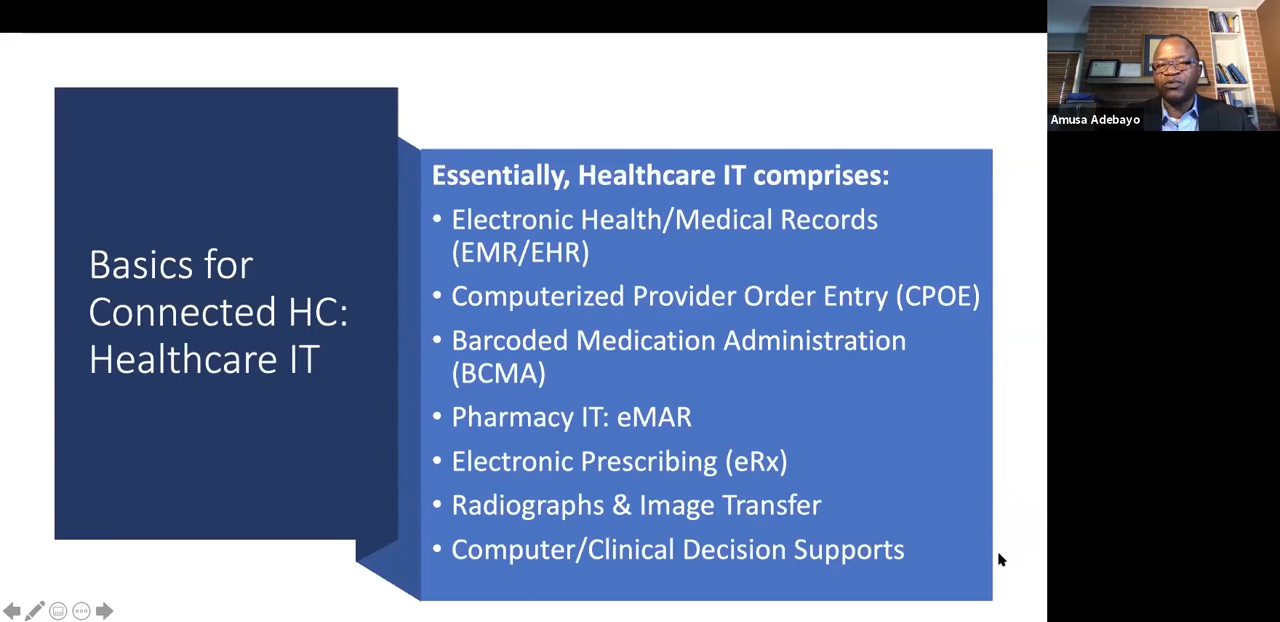 Basics for
Connected HC:
Healthcare IT
Essentially, Healthcare IT comprises:
• Electronic Health/Medical Records
(EMR/EHR)
• Computerized Provider Order Entry (CPOE)
• Barcoded Medication Administration
(BCMA)
• Pharmacy IT: eMAR
• Electronic Prescribing (eRx)
• Radiographs & Image Transfer
• Computer/Clinical Decision Supports
Amusa Adebayo